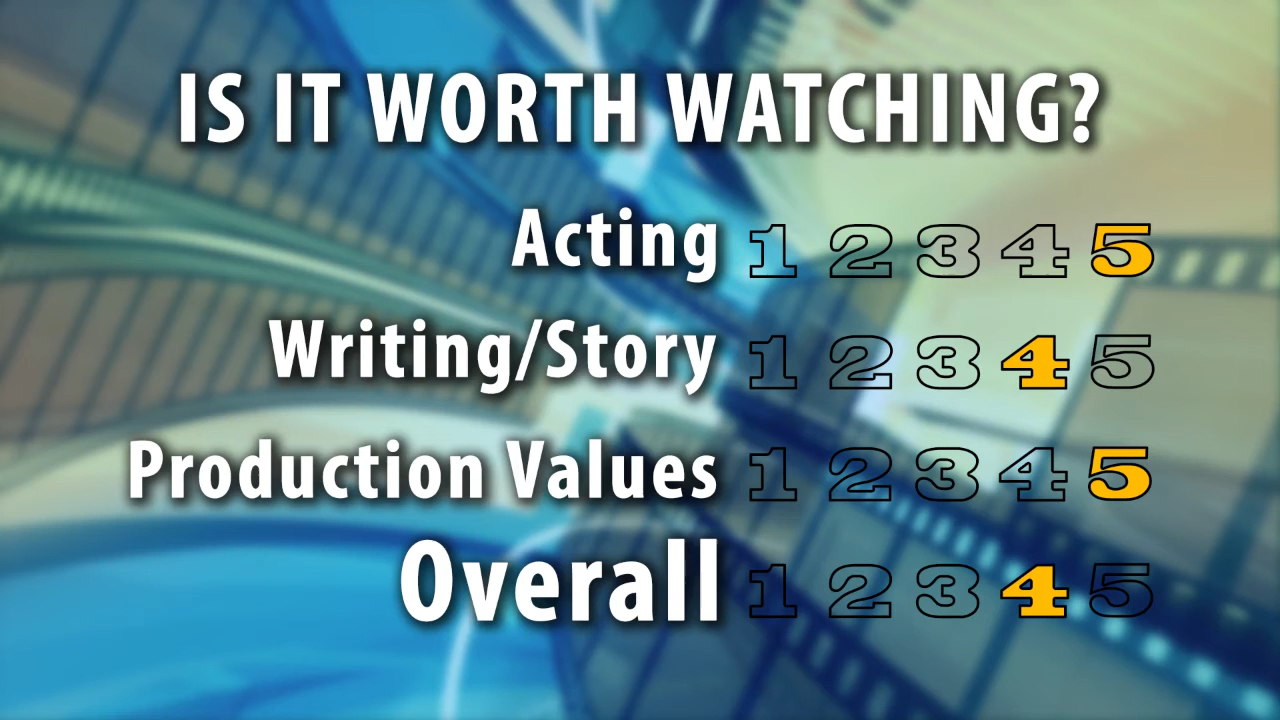 IS IT WORTH WATCHING?
Acting 1 2 3 4 5
Writing/Story 1 2 3 4 5
Production Values 1 2 3 4 5
Overall 1 2 3 4 5